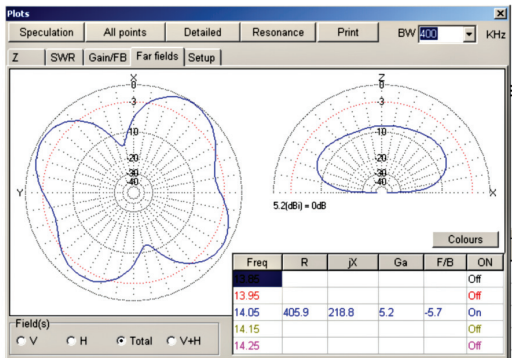 Plots
Speculation All points Detailed Resonance Print BW 400 KHz
Z SWR Gain/FB Far fields Setup
X
0
-3
-10
-20
-30
-40
Y
Z
0
-3
-10
-20
-30
-40
X
5.2(dBi) = 0dB
Colours
Freq R jX Ga F/B ON
13.85 Off
13.95 Off
14.05 405.9 218.8 5.2 -5.7 On
14.15 Off
14.25 Off
Field(s)
V H Total V+H